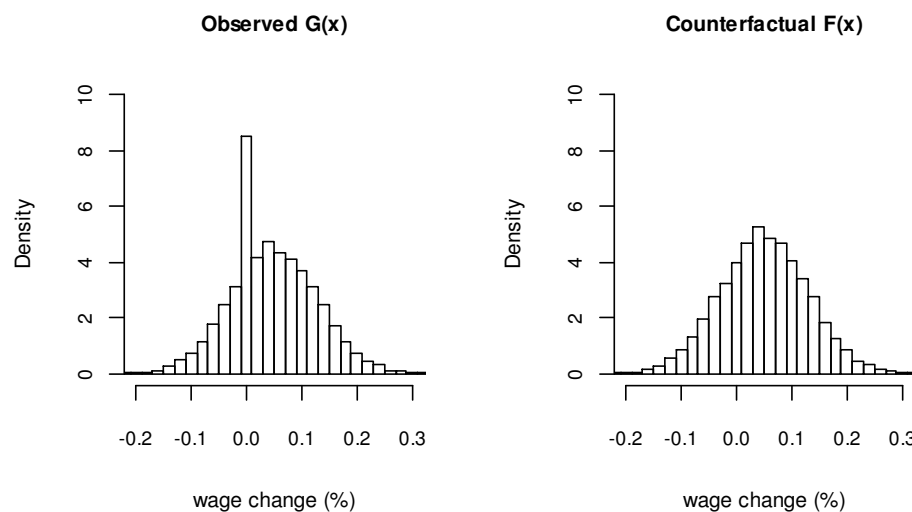 Observed G(x)
Density
10
8
6
4
2
0
-0.2 -0.1 0.0 0.1 0.2 0.3
wage change (%)
Counterfactual F(x)
Density
10
8
6
4
2
0
-0.2 -0.1 0.0 0.1 0.2 0.3
wage change (%)